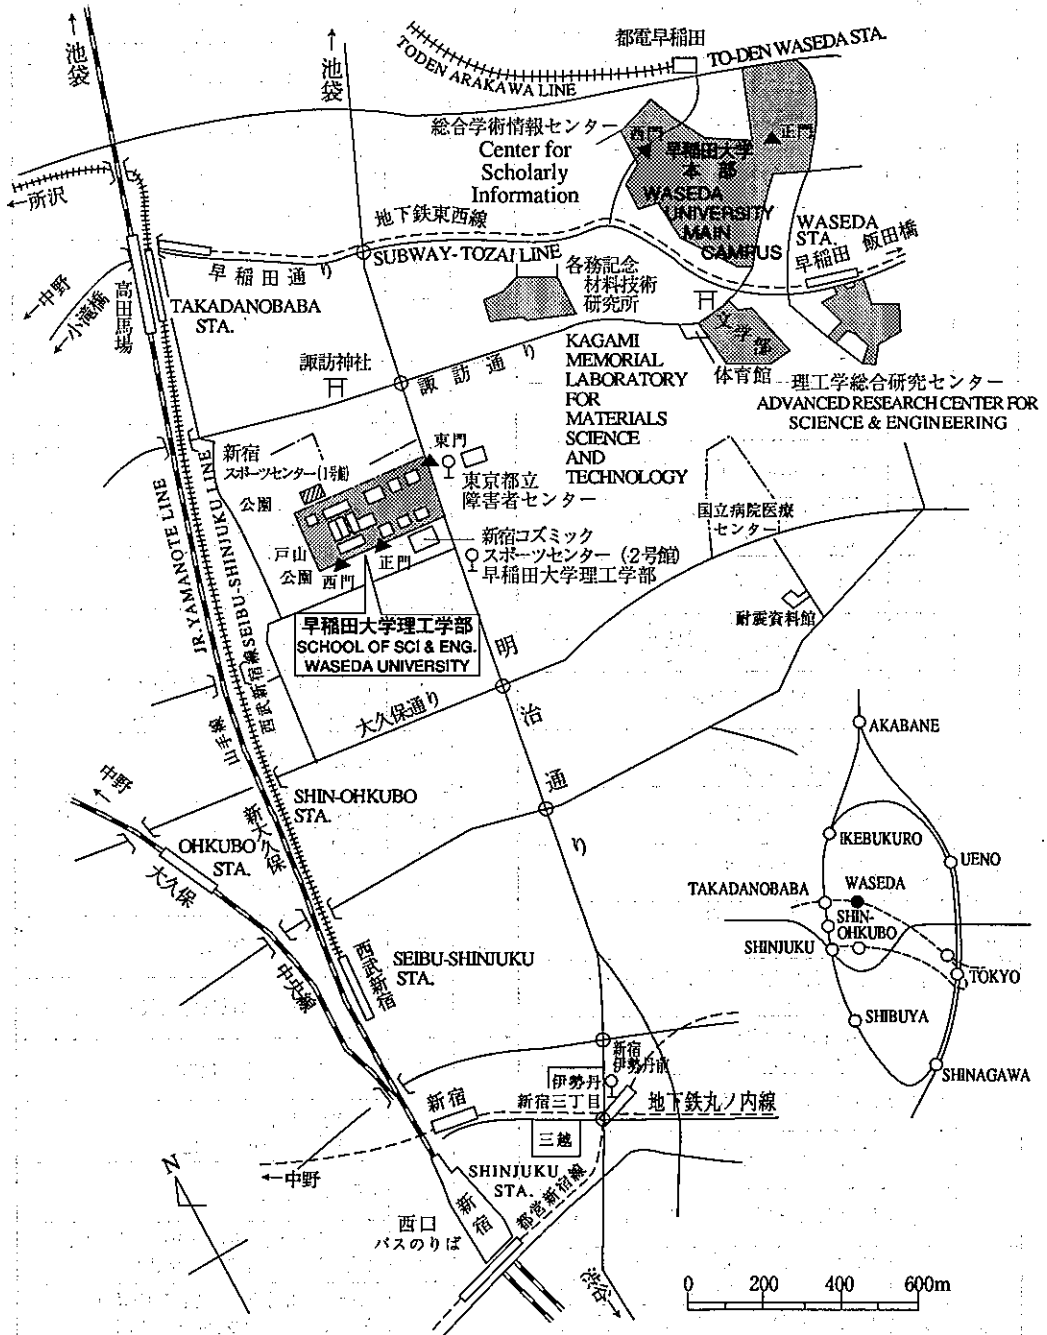 ←池袋
←池袋
都電早稲田
TO-DEN WASEDA STA.
TODEN ARAKAWA LINE
総合学術情報センター
Center for
Scholarly
Information
西門
正門
早稲田大学
本部
WASEDA
UNIVERSITY
MAIN
CAMPUS
←所沢
地下鉄東西線
SUBWAY-TOZAI LINE
早稲田通り
WASEDA
STA.
早稲田
飯田橋
←中野
←小滝橋
高田馬場
TAKADANOBABA
STA.
各務記念
材料技術
研究所
KAGAMI
MEMORIAL
LABORATORY
FOR
MATERIALS
SCIENCE
AND
TECHNOLOGY
文学部
体育館
理工学総合研究センター
ADVANCED RESEARCH CENTER FOR
SCIENCE & ENGINEERING
諏訪神社
諏訪通り
新宿
スポーツセンター(1号館)
公園
東門
東京都立
障害者センター
国立病院医療
センター
新宿コズミック
スポーツセンター(2号館)
早稲田大学理工学部
戸山
公園
西門
正門
耐震資料館
早稲田大学理工学部
SCHOOL OF SCI & ENG.
WASEDA UNIVERSITY
JR.YAMANOTE LINE
山手線
西武新宿線SEIBU-SHINJUKU LINE
明治通り
大久保通り
←中野
SHIN-OHKUBO
STA.
新大久保
OHKUBO
STA.
大久保
中央線
西武新宿
SEIBU-SHINJUKU
STA.
新宿
伊勢丹前
伊勢丹
新宿三丁目
地下鉄丸ノ内線
新宿
三越
←中野
SHINJUKU
STA.
新宿
都営新宿線
西口
バスのりば
渋谷→
N
AKABANE
IKEBUKURO
UENO
TAKADANOBABA
WASEDA
SHIN-
OHKUBO
SHINJUKU
TOKYO
SHIBUYA
SHINAGAWA
0 200 400 600m